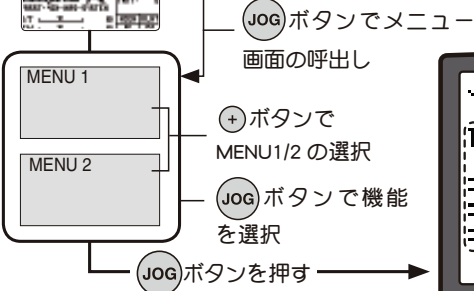 JOGボタンでメニュー
画面の呼出し
MENU 1
+ボタンで
MENU1/2 の選択
MENU 2
JOGボタンで機能
を選択
JOGボタンを押す